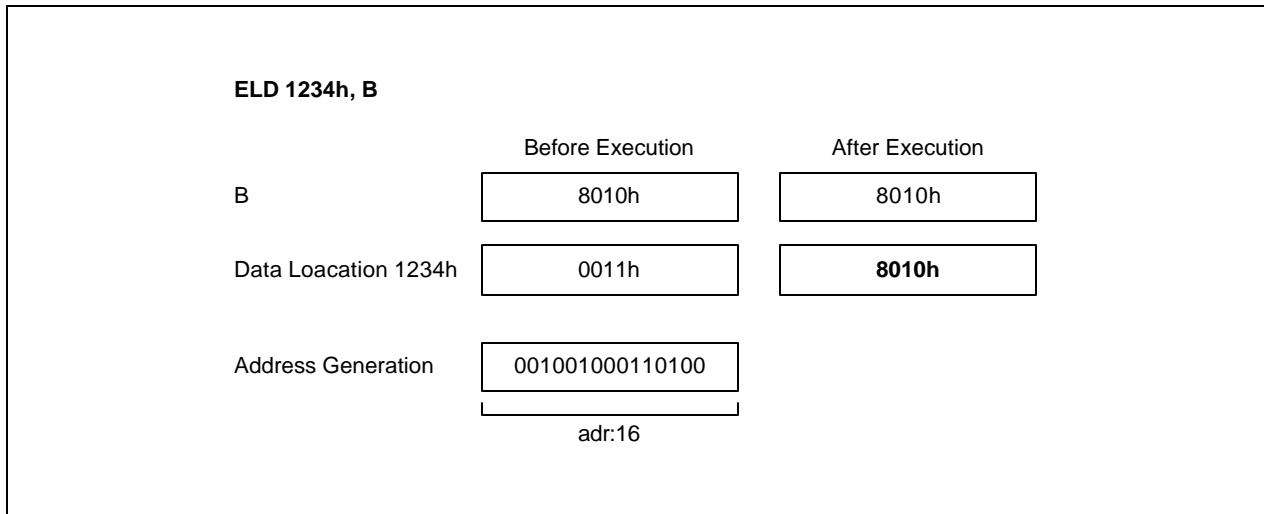 ELD 1234h, B
Before Execution After Execution
B 8010h 8010h
Data Loacation 1234h 0011h 8010h
Address Generation 001001000110100
adr:16